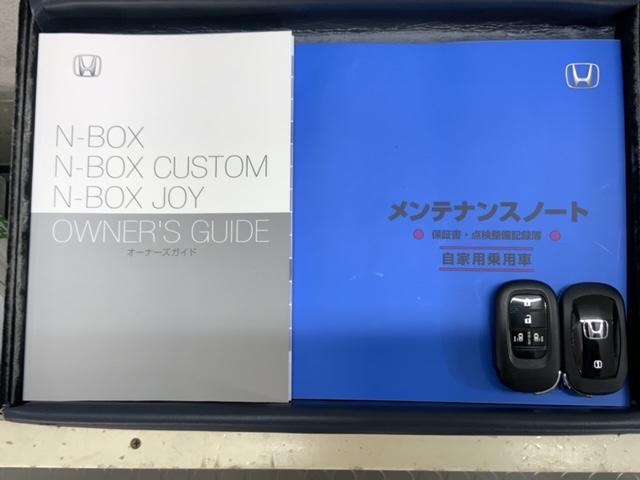 N-BOX
N-BOX CUSTOM
N-BOX JOY
OWNER'S GUIDE
オーナーズガイド
メンテナンスノート
保証書・点検整備記録簿
自家用乗用車